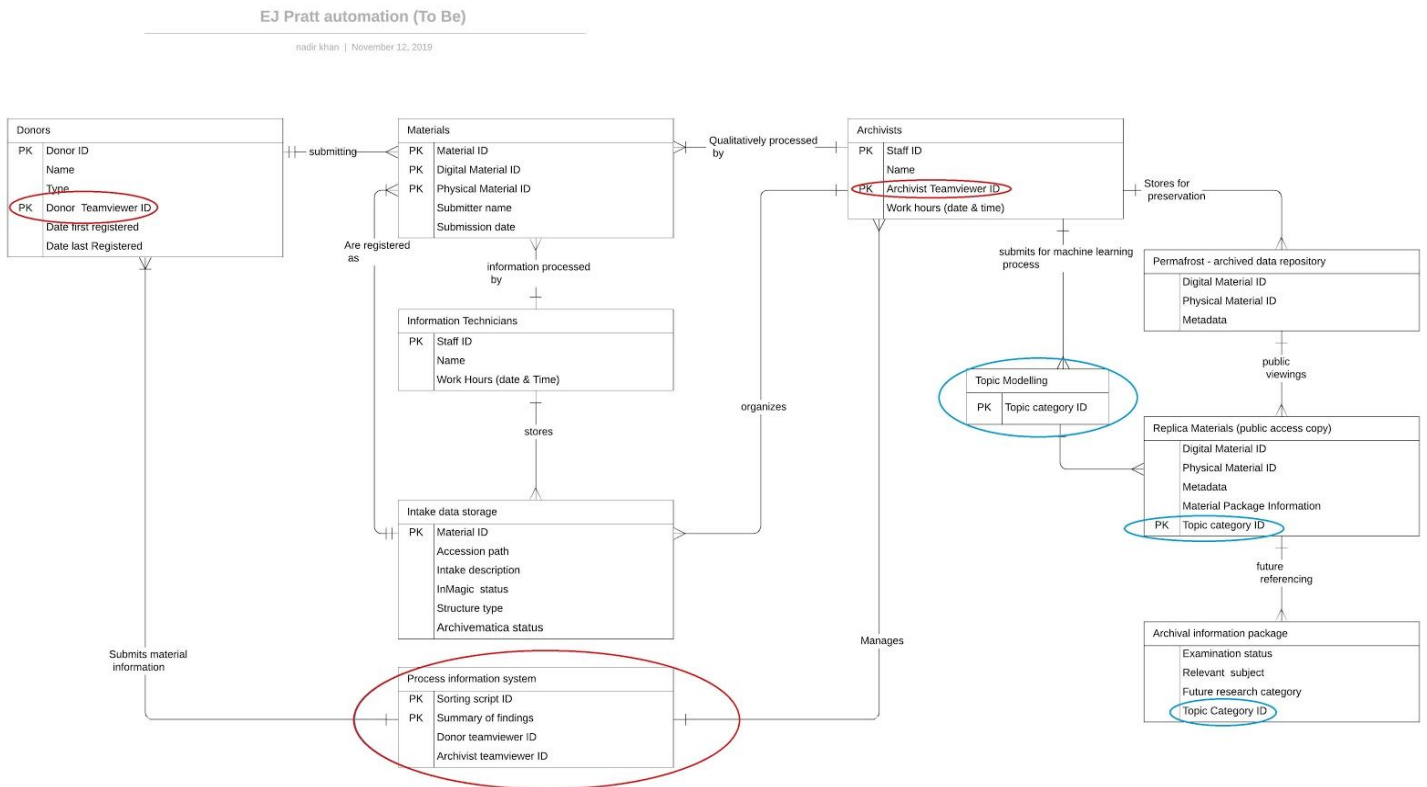 EJ Pratt automation (To Be)
nadir khan | November 12, 2019
Donors
PK Donor ID
Name
Type
PK Donor Teamviewer ID
Date first registered
Date last Registered
submitting
Materials
PK Material ID
PK Digital Material ID
PK Physical Material ID
Submitter name
Submission date
Qualitatively processed
by
Archivists
PK Staff ID
Name
PK Archivist Teamviewer ID
Work hours (date & time)
Stores for
preservation
Are registered
as
information processed
by
submits for machine learning
process
Permafrost - archived data repository
Digital Material ID
Physical Material ID
Metadata
Information Technicians
PK Staff ID
Name
Work Hours (date & Time)
public
viewings
Topic Modelling
PK Topic category ID
organizes
stores
Replica Materials (public access copy)
Digital Material ID
Physical Material ID
Metadata
Material Package Information
PK Topic category ID
Intake data storage
PK Material ID
Accession path
Intake description
InMagic status
Structure type
Archivematica status
future
referencing
Archival information package
Examination status
Relevant subject
Future research category
Topic Category ID
Submits material
information
Manages
Process information system
PK Sorting script ID
PK Summary of findings
Donor teamviewer ID
Archivist teamviewer ID